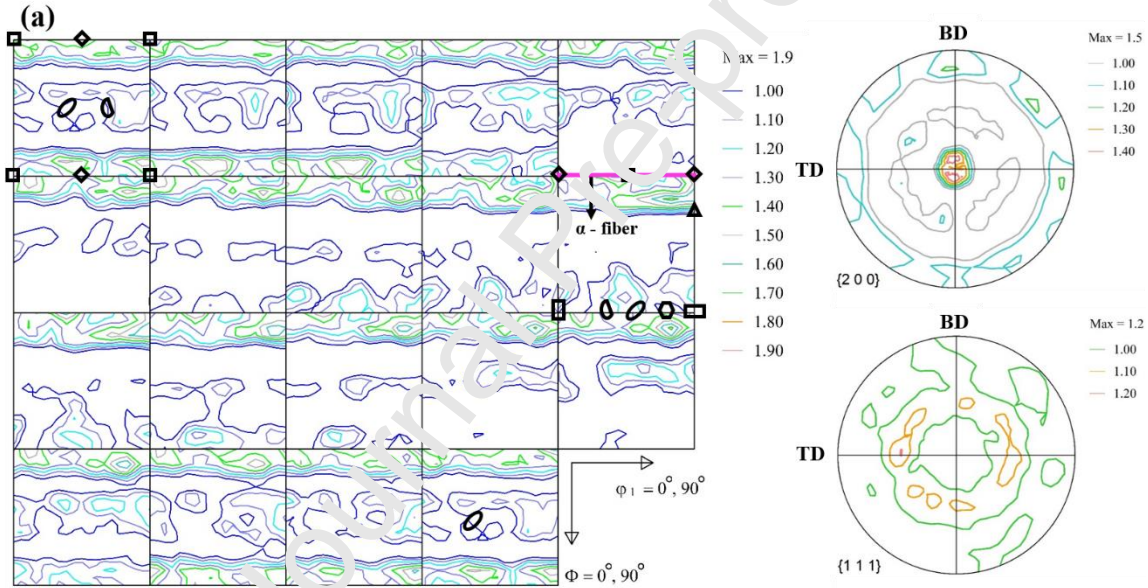 (a)
α - fiber
φ₁ = 0°, 90°
Φ = 0°, 90°
Max = 1.9
1.00
1.10
1.20
1.30
1.40
1.50
1.60
1.70
1.80
1.90
BD
TD
{2 0 0}
Max = 1.5
1.00
1.10
1.20
1.30
1.40
BD
TD
{1 1 1}
Max = 1.2
1.00
1.10
1.20
Journal Pre-pro